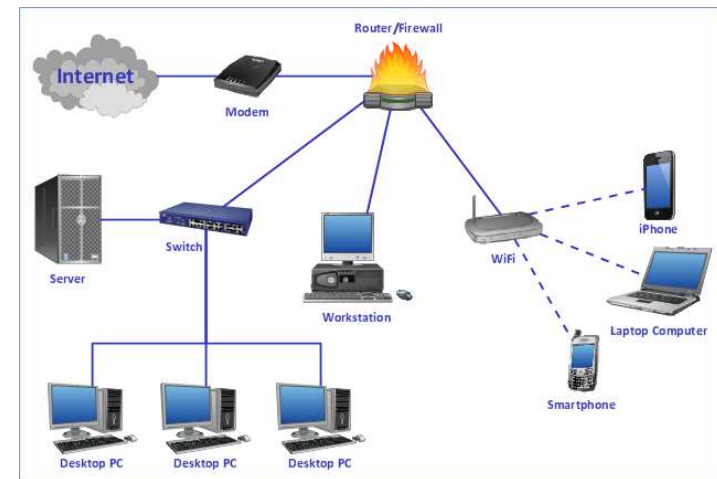 Router/Firewall
Internet
Modem
iPhone
Switch
WiFi
Server
Workstation
Laptop Computer
Smartphone
Desktop PC
Desktop PC
Desktop PC